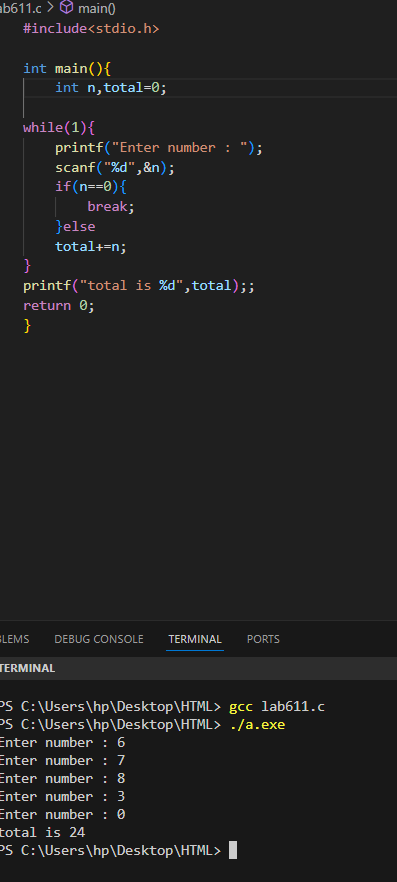 ab611.c > main()
#include<stdio.h>
int main(){
    int n,total=0;
while(1){
    printf("Enter number : ");
    scanf("%d",&n);
    if(n==0){
        break;
    }else
    total+=n;
}
printf("total is %d",total);;
return 0;
}
BLEMS DEBUG CONSOLE TERMINAL PORTS
TERMINAL
PS C:\Users\hp\Desktop\HTML> gcc lab611.c
PS C:\Users\hp\Desktop\HTML> ./a.exe
Enter number : 6
Enter number : 7
Enter number : 8
Enter number : 3
Enter number : 0
total is 24
PS C:\Users\hp\Desktop\HTML>